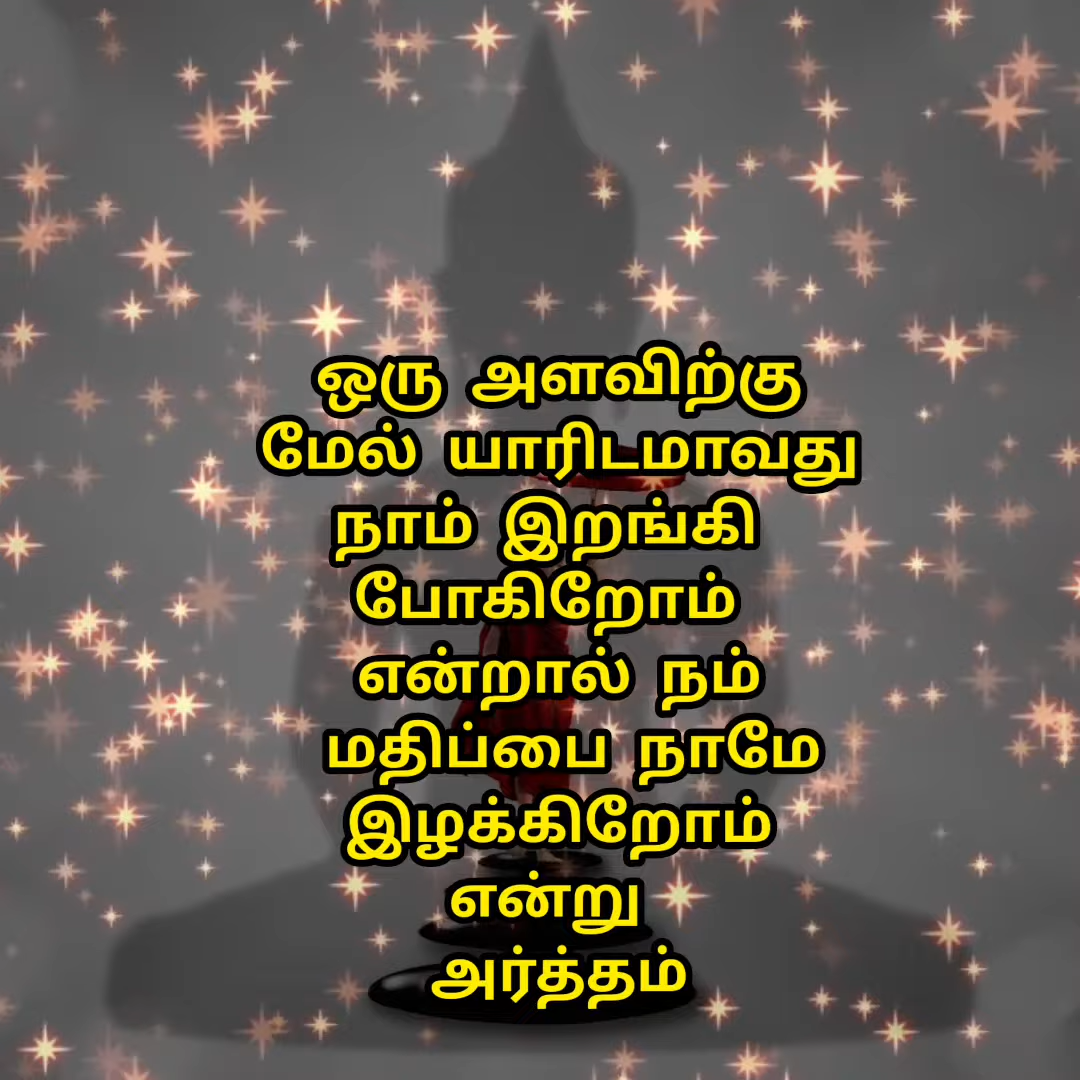 ஒரு அளவிற்கு
மேல் யாரிடமாவது
நாம் இறங்கி
போகிறோம்
என்றால் நம்
மதிப்பை நாமே
இழக்கிறோம்
என்று
அர்த்தம்